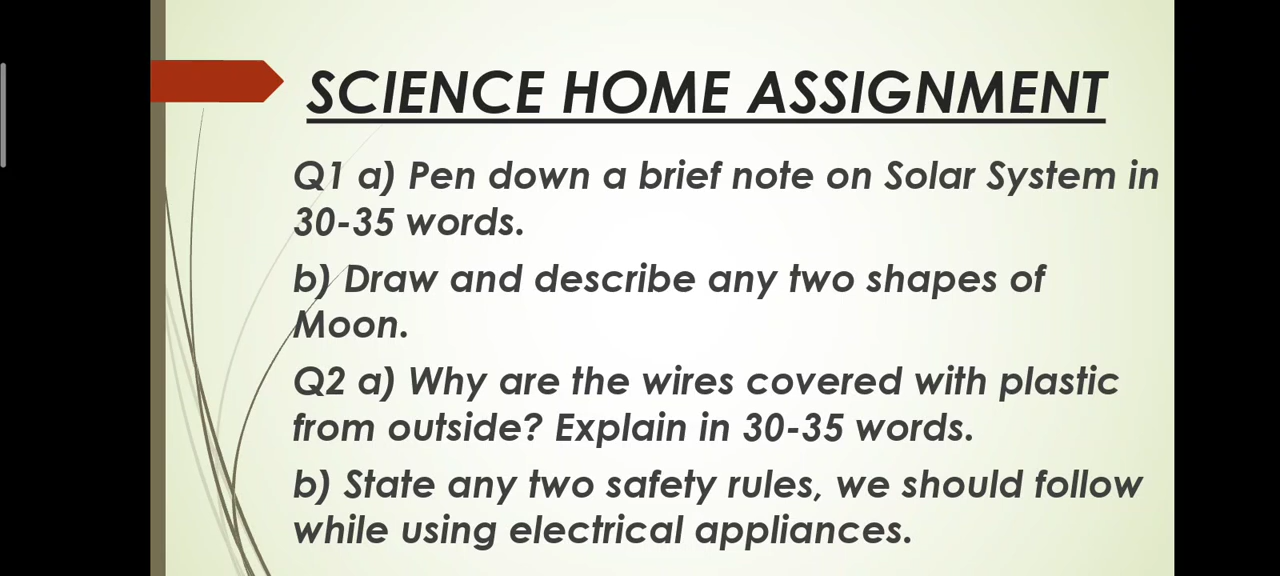 SCIENCE HOME ASSIGNMENT
Q1 a) Pen down a brief note on Solar System in
30-35 words.
b) Draw and describe any two shapes of
Moon.
Q2 a) Why are the wires covered with plastic
from outside? Explain in 30-35 words.
b) State any two safety rules, we should follow
while using electrical appliances.